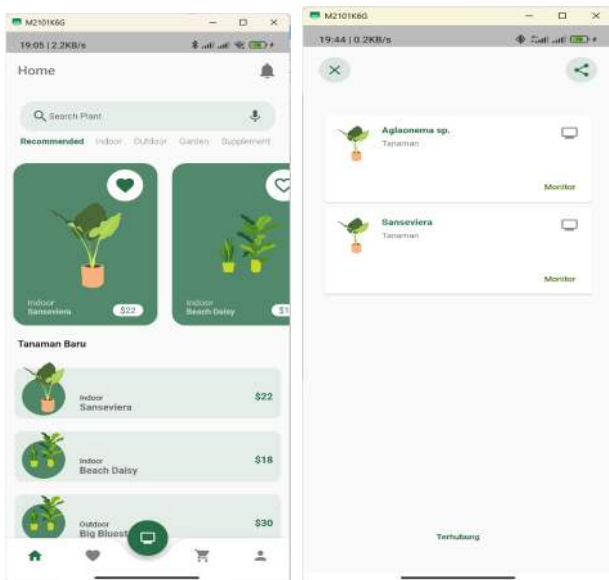 M2101K6G
19:05 | 2.2KB/s
Home
Search Plant
Recommended Indoor Outdoor Garden Supplement
Indoor
Sanseviera
$22
Indoor
Beach Daisy
Tanaman Baru
Indoor
Sanseviera
$22
Indoor
Beach Daisy
$18
Outdoor
Big Bluest
$30
M2101K6G
19:44 | 0.2KB/s
Aglaonema sp.
Tanaman
Monitor
Sanseviera
Tanaman
Monitor
Terhubung